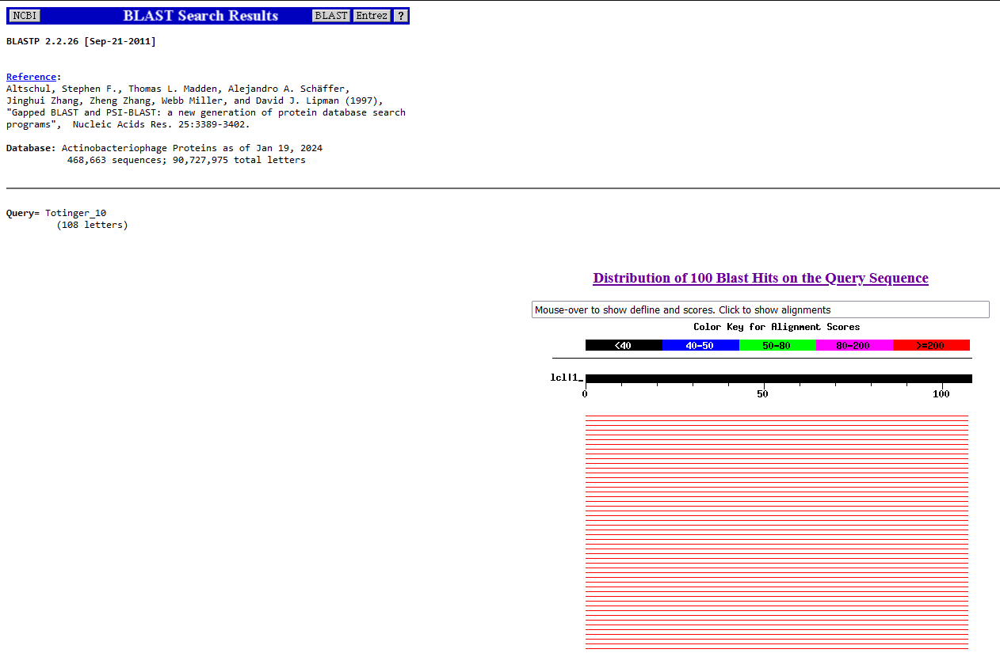 NCBI BLAST Search Results BLAST Entrez ?
BLASTP 2.2.26 [Sep-21-2011]
Reference:
Altschul, Stephen F., Thomas L. Madden, Alejandro A. Schäffer,
Jinghui Zhang, Zheng Zhang, Webb Miller, and David J. Lipman (1997),
"Gapped BLAST and PSI-BLAST: a new generation of protein database search
programs",  Nucleic Acids Res. 25:3389-3402.
Database: Actinobacteriophage Proteins as of Jan 19, 2024
468,663 sequences; 90,727,975 total letters
Query= Totinger_10
(108 letters)
Distribution of 100 Blast Hits on the Query Sequence
Mouse-over to show defline and scores. Click to show alignments
Color Key for Alignment Scores
<40 40-50 50-80 80-200 >=200
lcl|1_
0 50 100